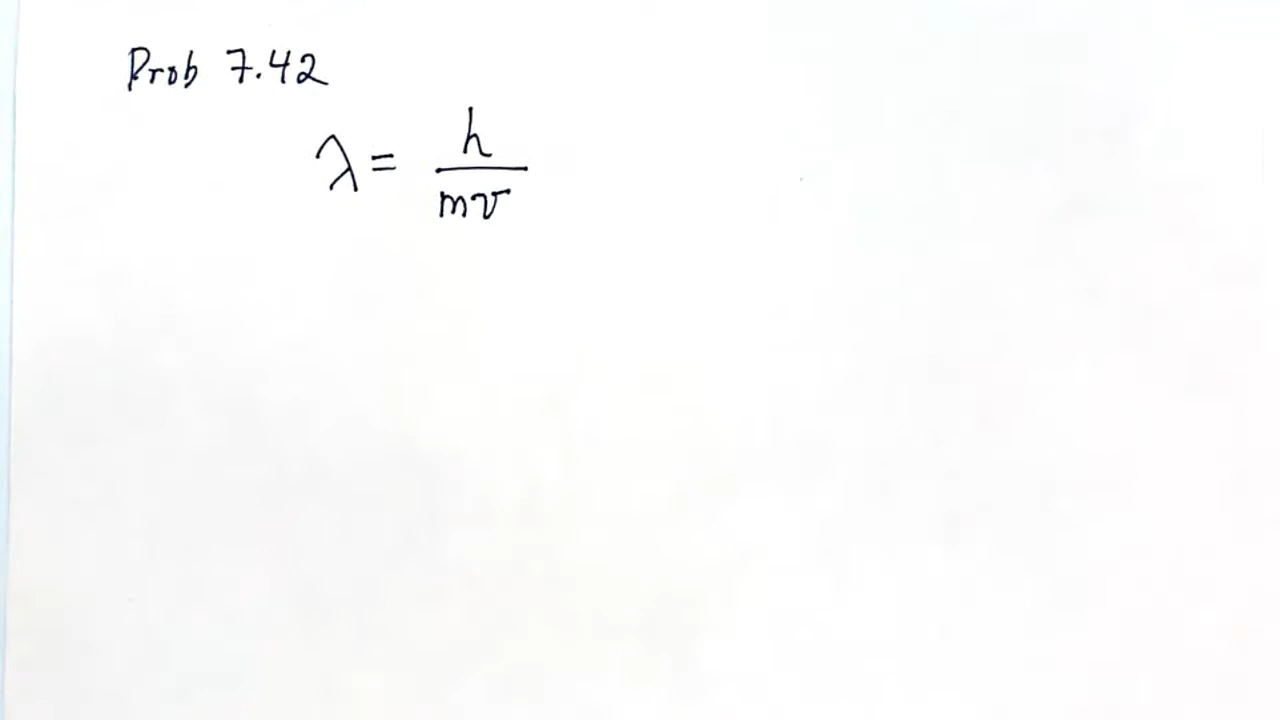 Prob 7.42
λ = h/mv